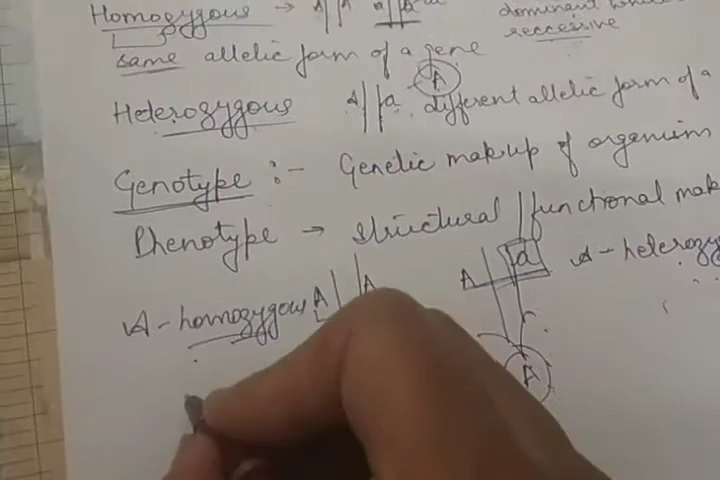 Homozygous → A A a a dominant
reccessive
same allelic form of a gene
A
Heterozygous A a different allelic form of a
Genotype :- Genetic makeup of organism
Phenotype → structural / functional mak
A a A - heterozy
A - homozygous A A
A